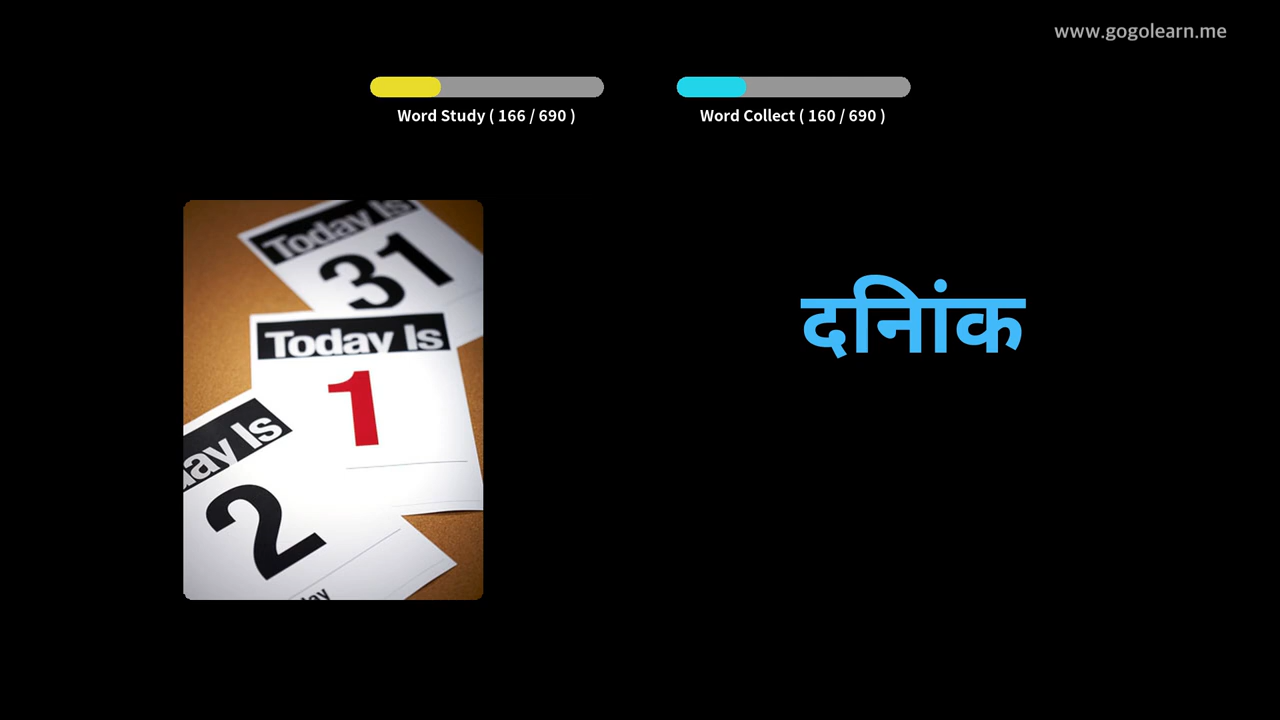 www.gogolearn.me
Word Study ( 166 / 690 )
Word Collect ( 160 / 690 )
Today Is
31
Today Is
1
ay Is
2
दनिांक